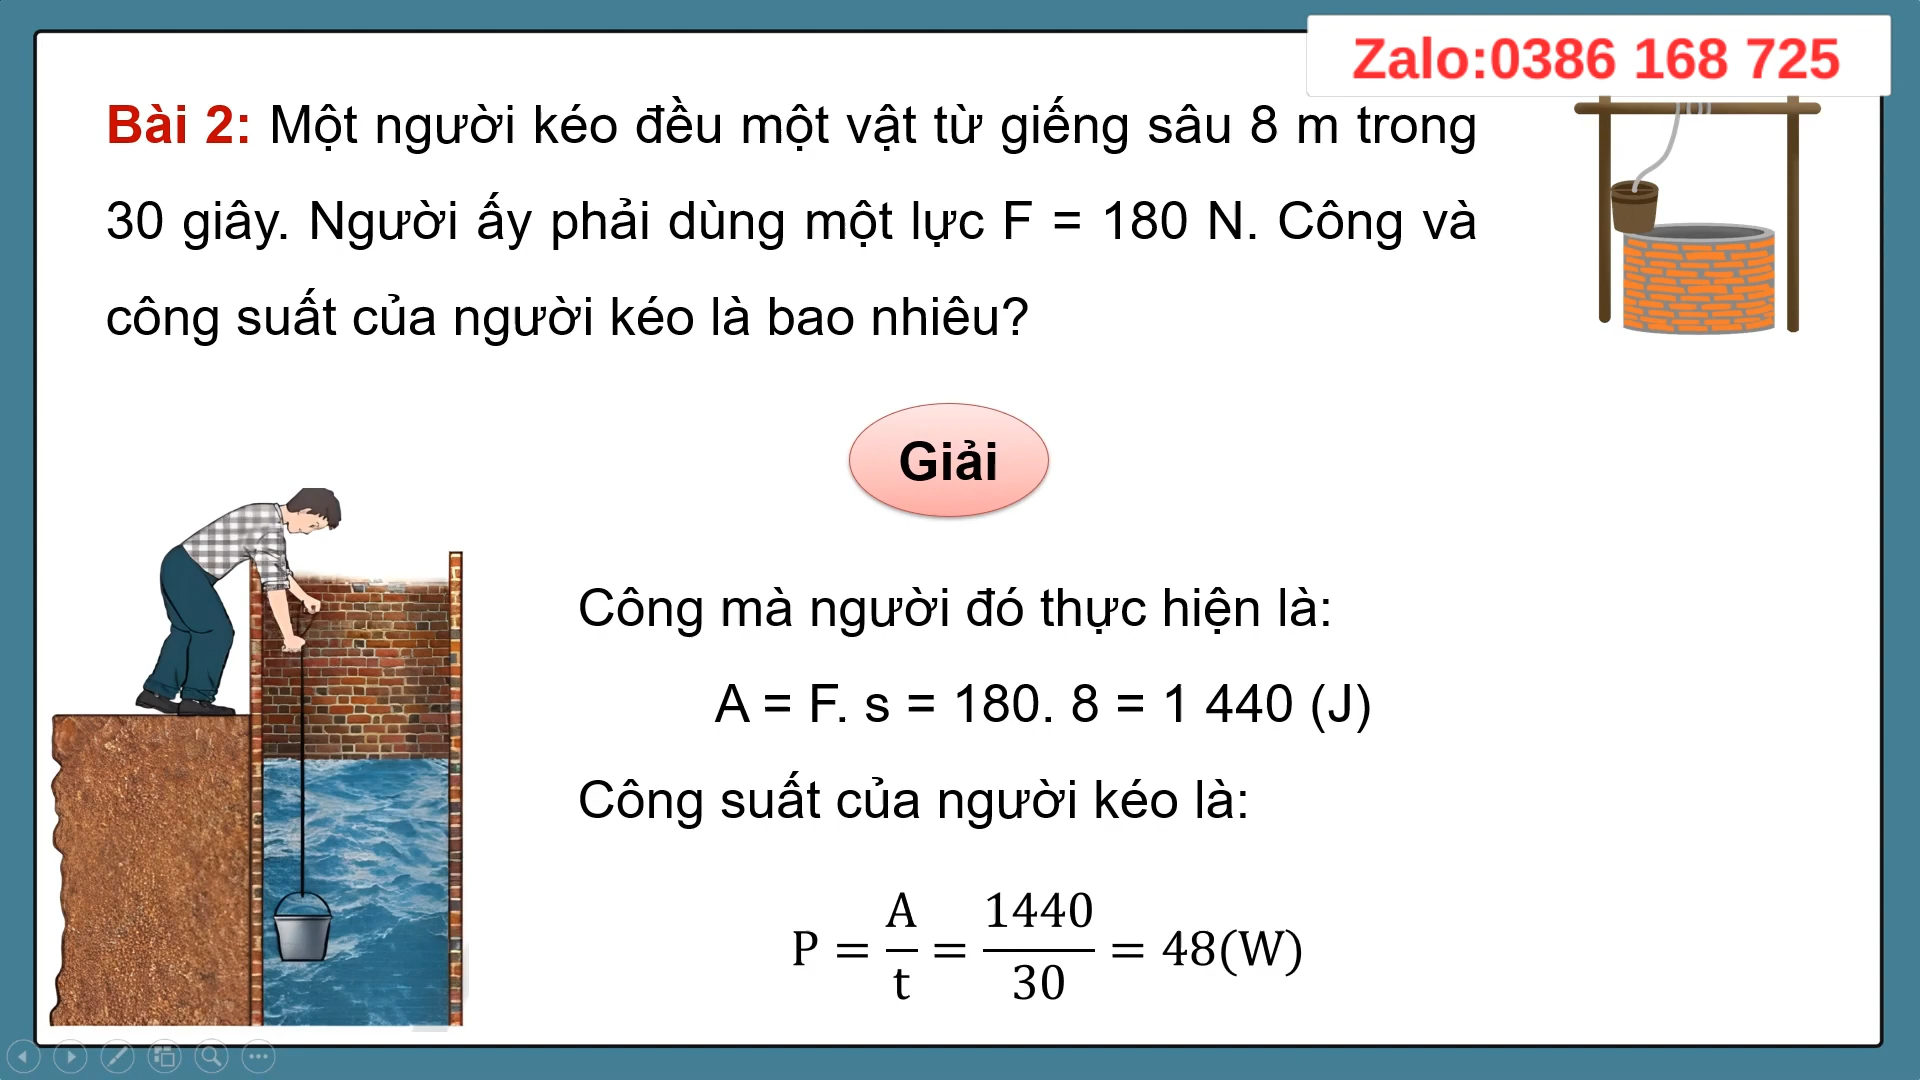 Zalo:0386 168 725
Bài 2: Một người kéo đều một vật từ giếng sâu 8 m trong
30 giây. Người ấy phải dùng một lực F = 180 N. Công và
công suất của người kéo là bao nhiêu?
Giải
Công mà người đó thực hiện là:
A = F. s = 180. 8 = 1 440 (J)
Công suất của người kéo là:
P = A/t = 1440/30 = 48(W)